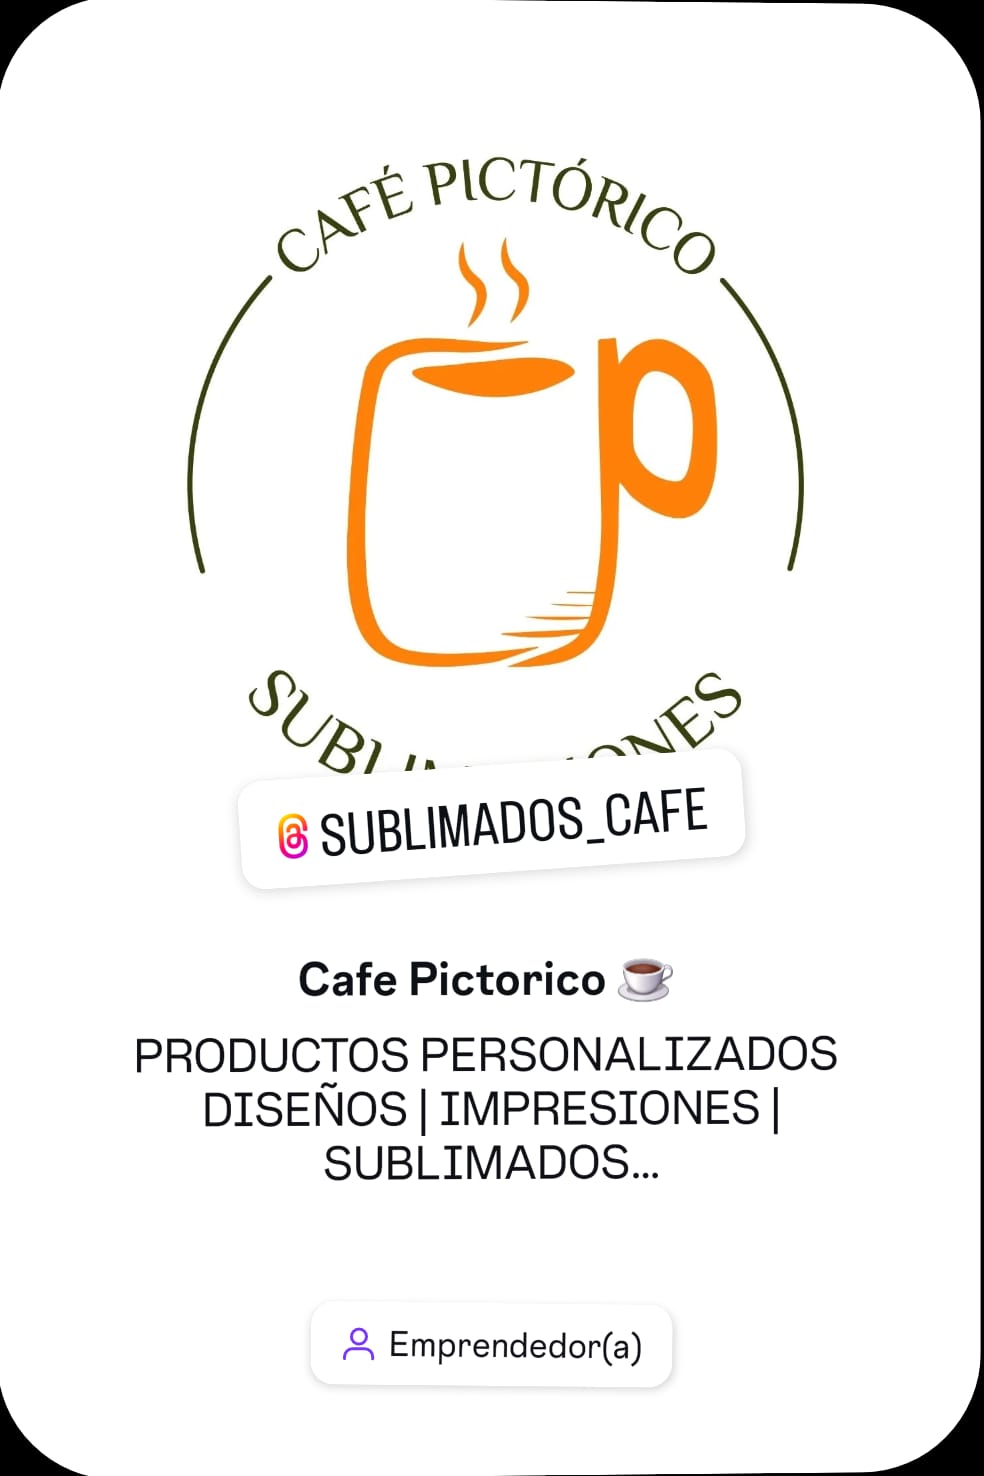 CAFÉ PICTÓRICO
SUBLIMADOS_CAFE
Cafe Pictorico
PRODUCTOS PERSONALIZADOS
DISEÑOS | IMPRESIONES |
SUBLIMADOS...
Emprendedor(a)